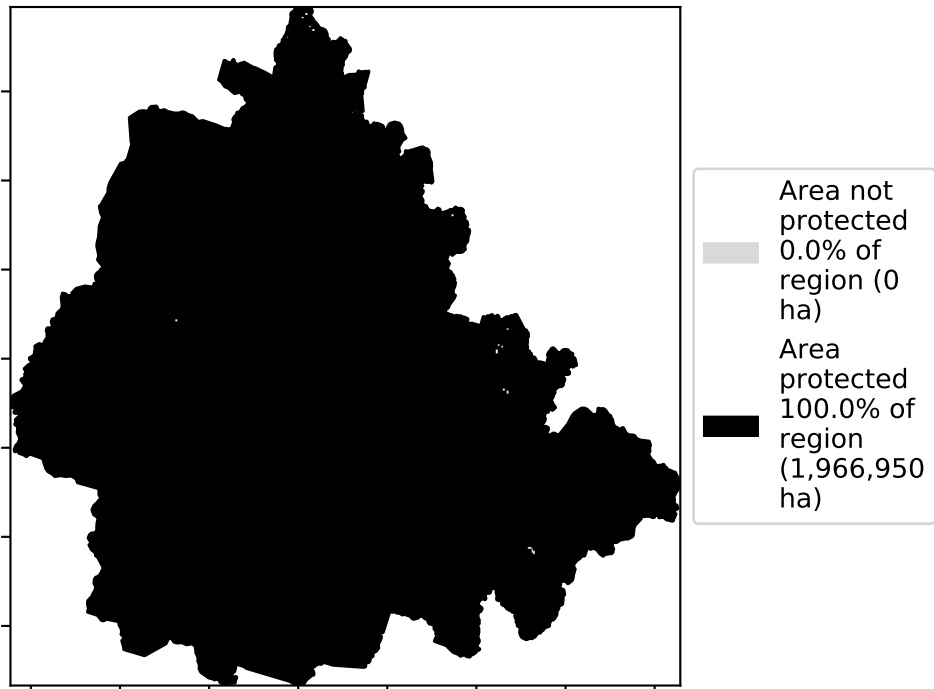 Area not
protected
0.0% of
region (0
ha)
Area
protected
100.0% of
region
(1,966,950
ha)